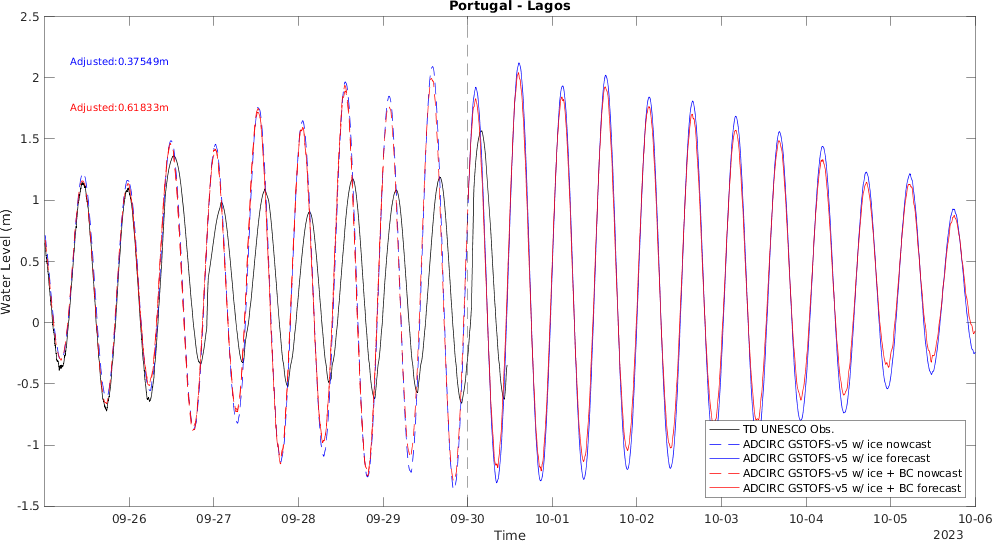 Portugal - Lagos
2.5
2
1.5
1
0.5
0
-0.5
-1
-1.5
Water Level (m)
Adjusted:0.37549m
Adjusted:0.61833m
TD UNESCO Obs.
ADCIRC GSTOFS-v5 w/ ice nowcast
ADCIRC GSTOFS-v5 w/ ice forecast
ADCIRC GSTOFS-v5 w/ ice + BC nowcast
ADCIRC GSTOFS-v5 w/ ice + BC forecast
09-26 09-27 09-28 09-29 09-30 10-01 10-02 10-03 10-04 10-05 10-06
Time
2023